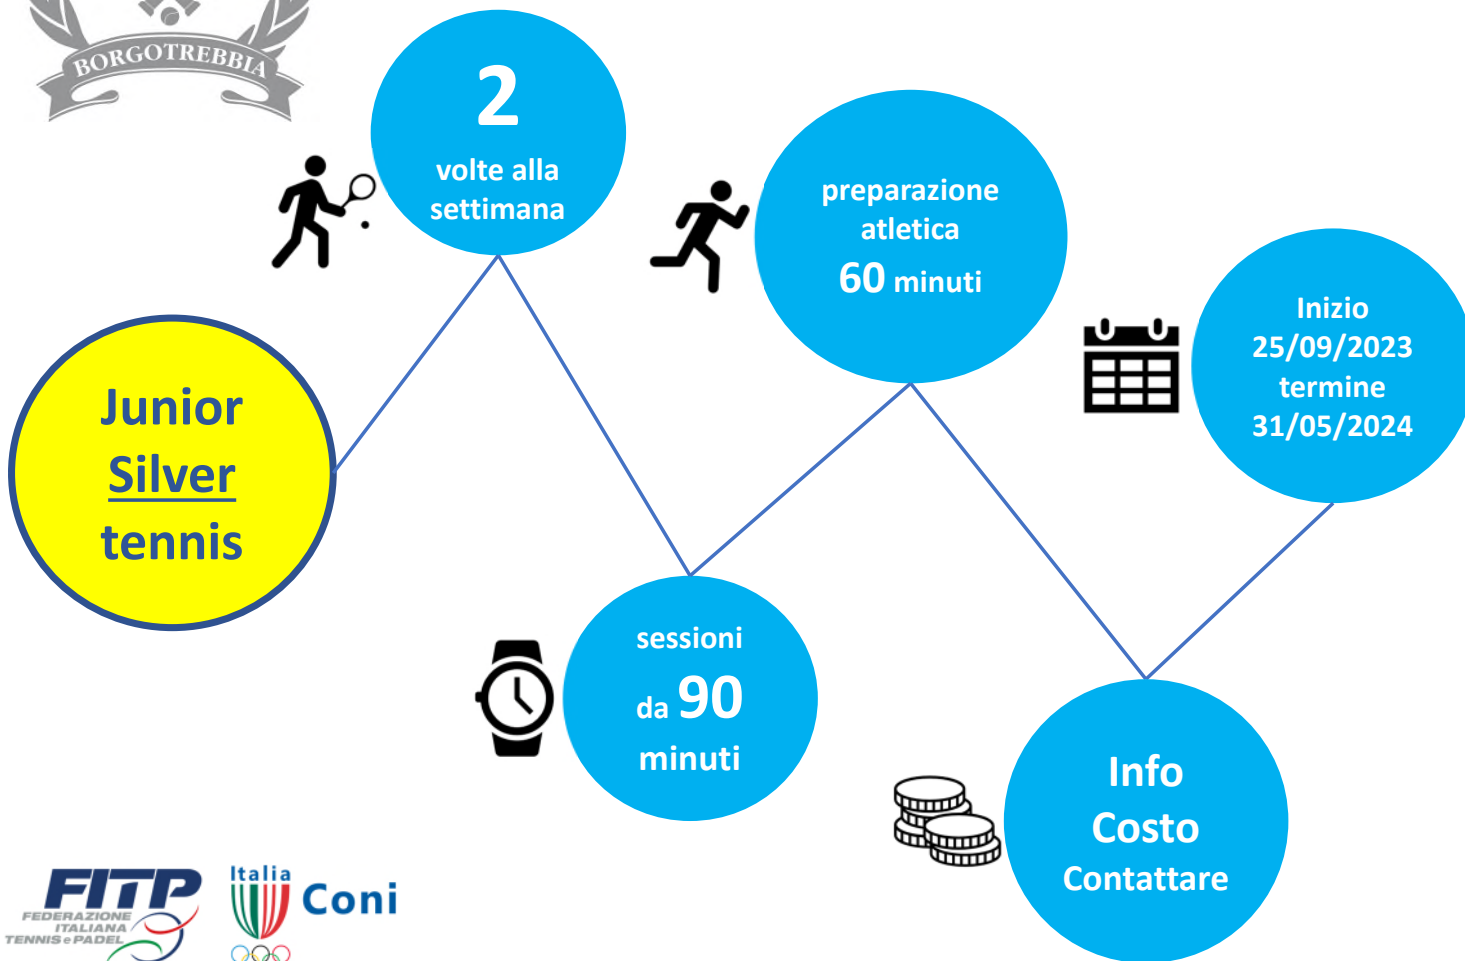 BORGOTREBBIA
2
volte alla
settimana
preparazione
atletica
60 minuti
Inizio
25/09/2023
termine
31/05/2024
Junior
Silver
tennis
sessioni
da 90
minuti
Info
Costo
Contattare
FITP
FEDERAZIONE
ITALIANA
TENNIS e PADEL
Italia
Coni